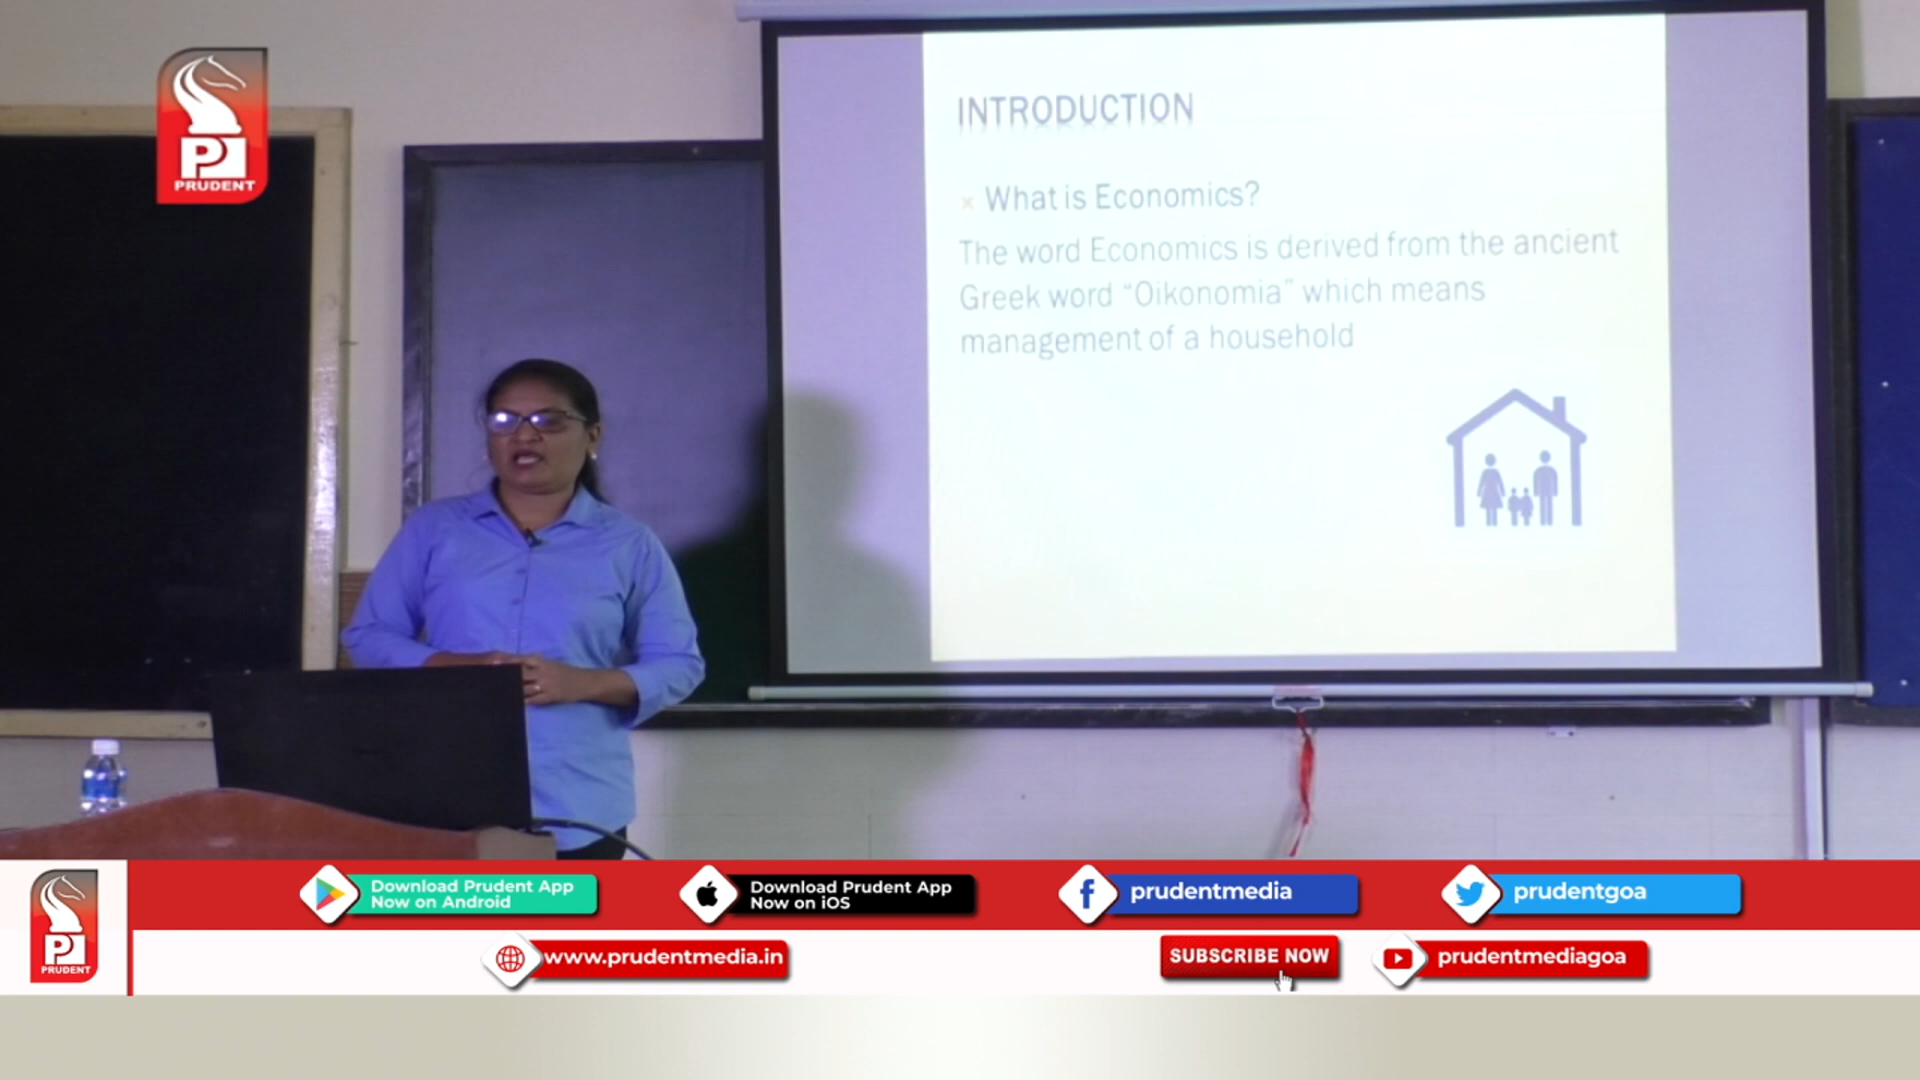 PRUDENT
INTRODUCTION
× What is Economics?
The word Economics is derived from the ancient
Greek word “Oikonomia” which means
management of a household
Download Prudent App
Now on Android
Download Prudent App
Now on iOS
prudentmedia
prudentgoa
PRUDENT
www.prudentmedia.in
SUBSCRIBE NOW
prudentmediagoa